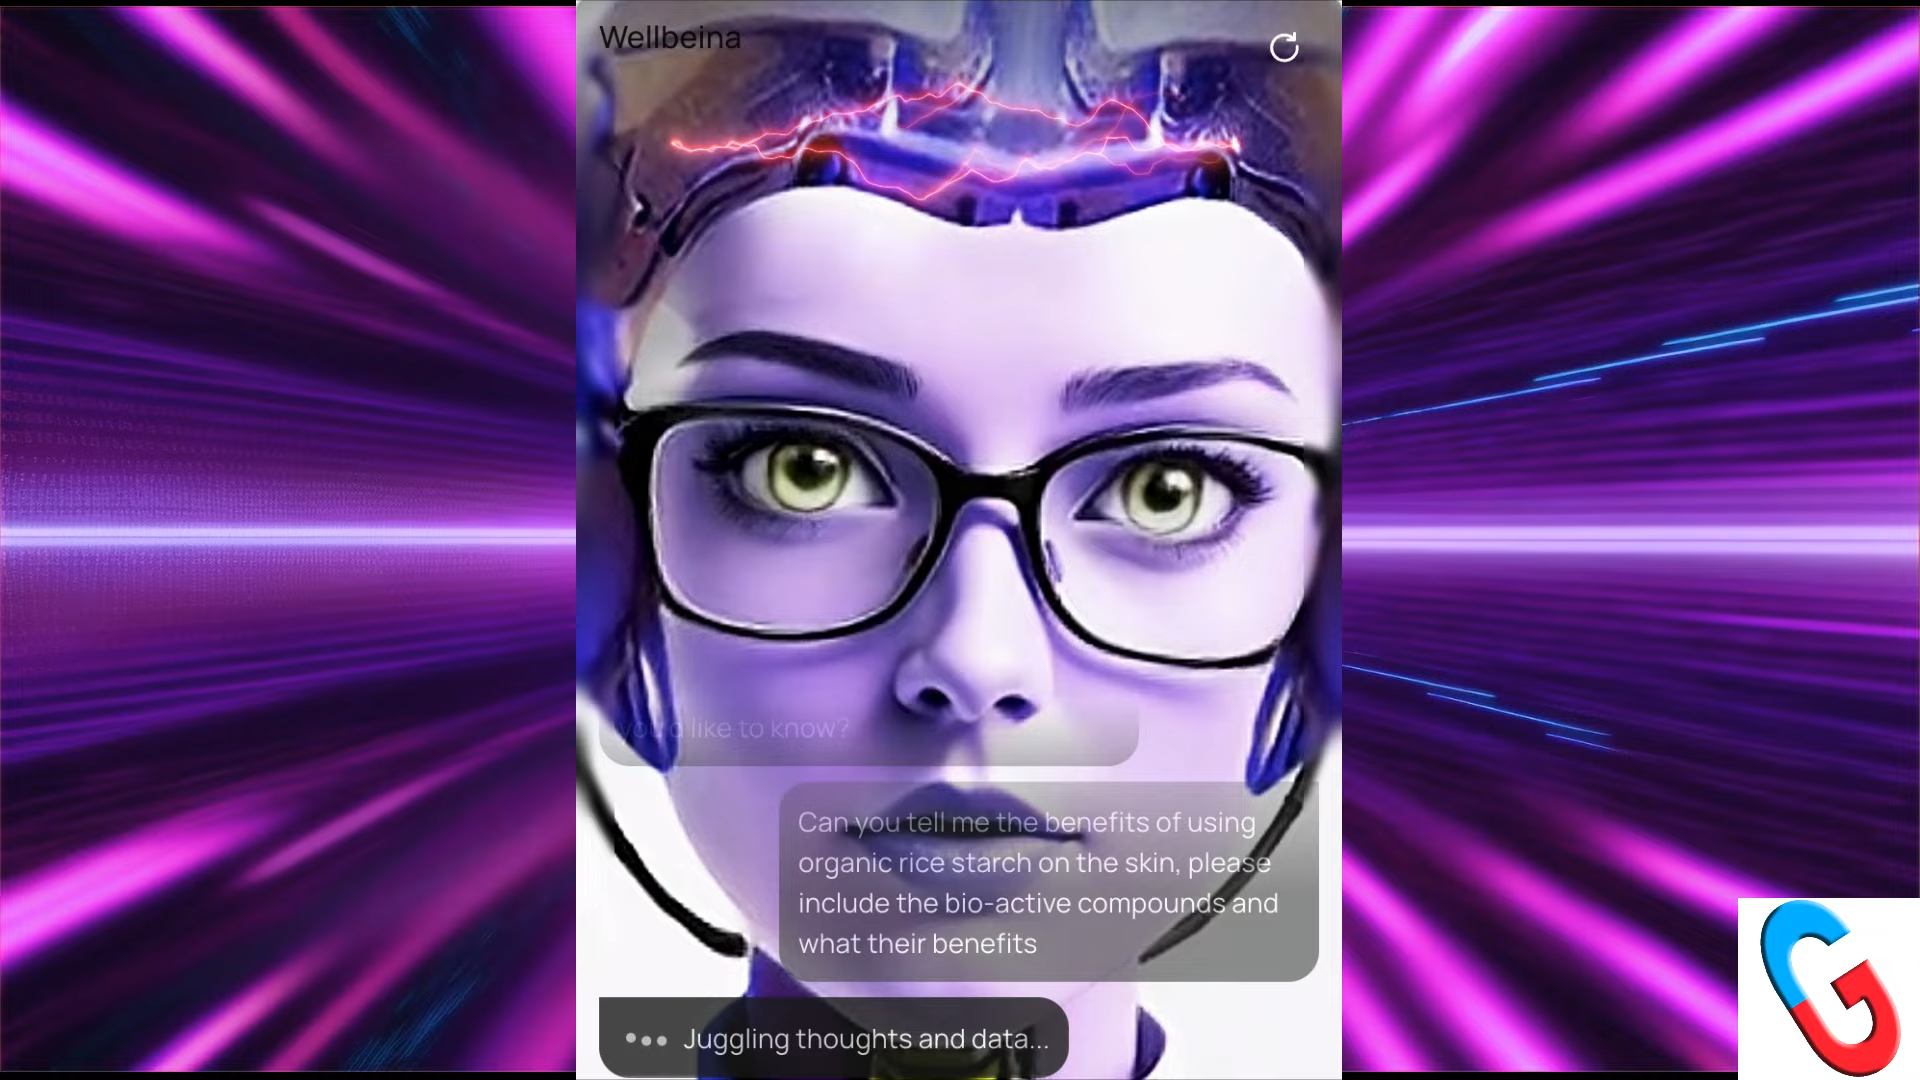 Wellbeina
you'd like to know?
Can you tell me the benefits of using
organic rice starch on the skin, please
include the bio-active compounds and
what their benefits
Juggling thoughts and data...
G